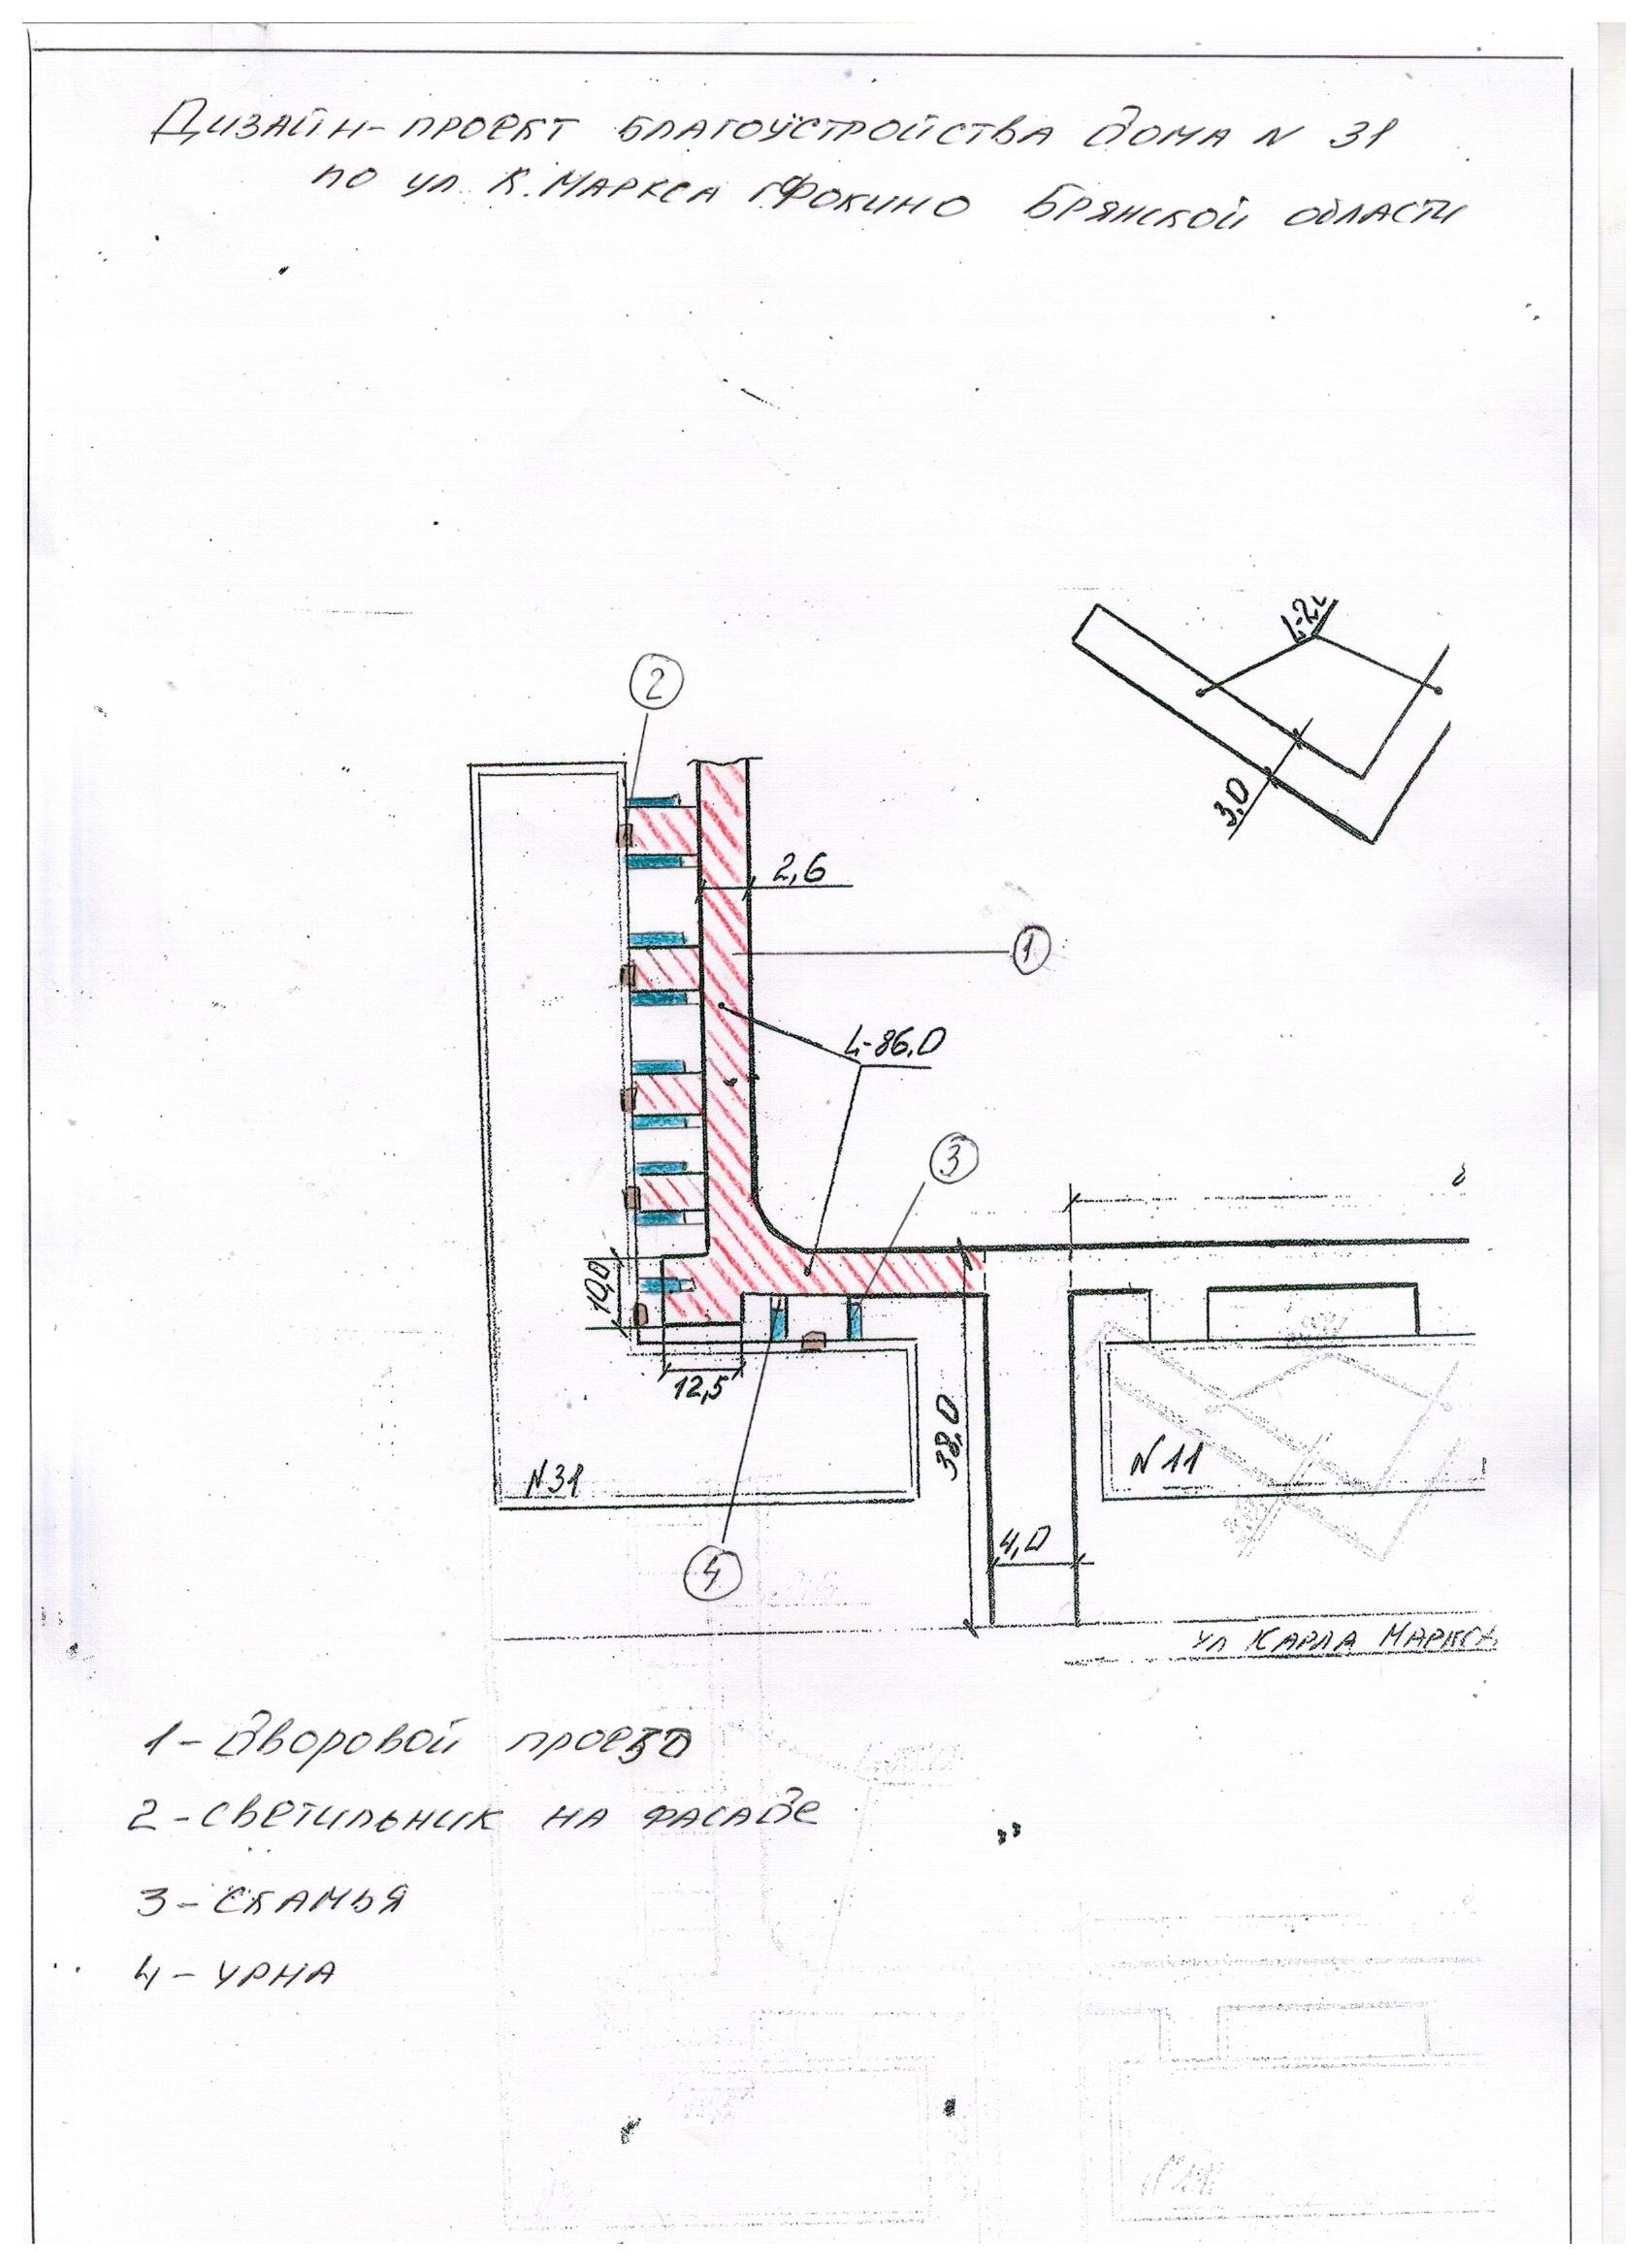 Дизайн-проект благоустройства дома N 31
по ул. К. Маркса г Фокино Брянской области
2
3,0
2,6
1
L-86,0
3
10,0
12,5
38,0
N 31
N 11
4,0
4
ул Карла Маркса
1- Дворовой проезд
2- светильник на фасаде
3- скамья
4- урна